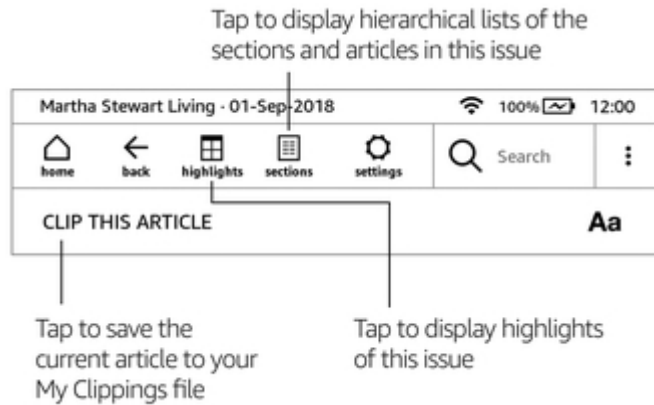 Tap to display hierarchical lists of the
sections and articles in this issue
Martha Stewart Living · 01-Sep-2018 100% 12:00
home back highlights sections settings Search
CLIP THIS ARTICLE Aa
Tap to save the
current article to your
My Clippings file
Tap to display highlights
of this issue